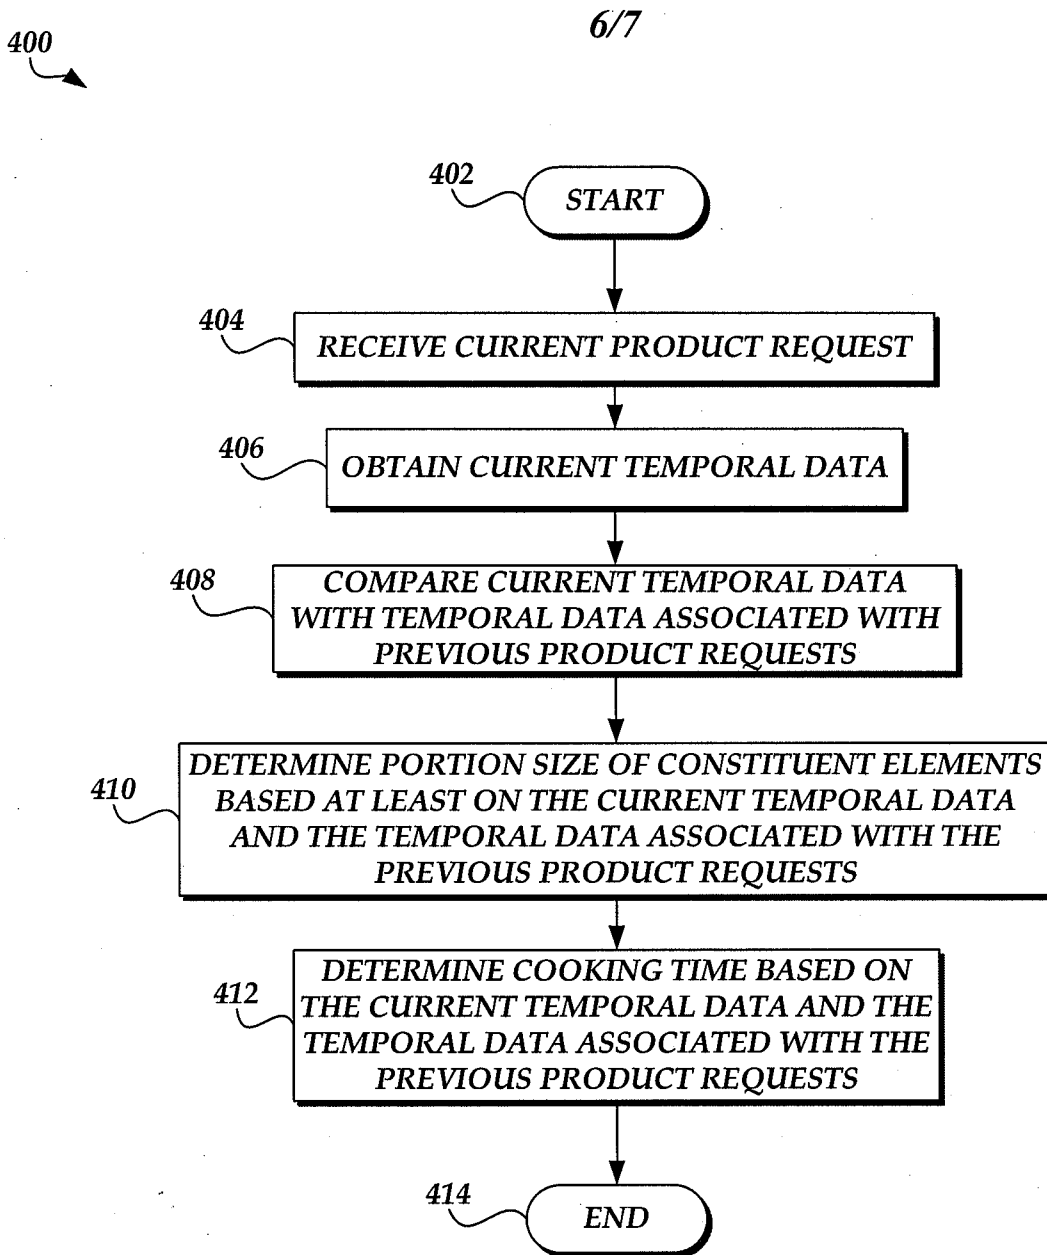 6/7
400
402
START
404
RECEIVE CURRENT PRODUCT REQUEST
406
OBTAIN CURRENT TEMPORAL DATA
408
COMPARE CURRENT TEMPORAL DATA
WITH TEMPORAL DATA ASSOCIATED WITH
PREVIOUS PRODUCT REQUESTS
410
DETERMINE PORTION SIZE OF CONSTITUENT ELEMENTS
BASED AT LEAST ON THE CURRENT TEMPORAL DATA
AND THE TEMPORAL DATA ASSOCIATED WITH THE
PREVIOUS PRODUCT REQUESTS
412
DETERMINE COOKING TIME BASED ON
THE CURRENT TEMPORAL DATA AND THE
TEMPORAL DATA ASSOCIATED WITH THE
PREVIOUS PRODUCT REQUESTS
414
END